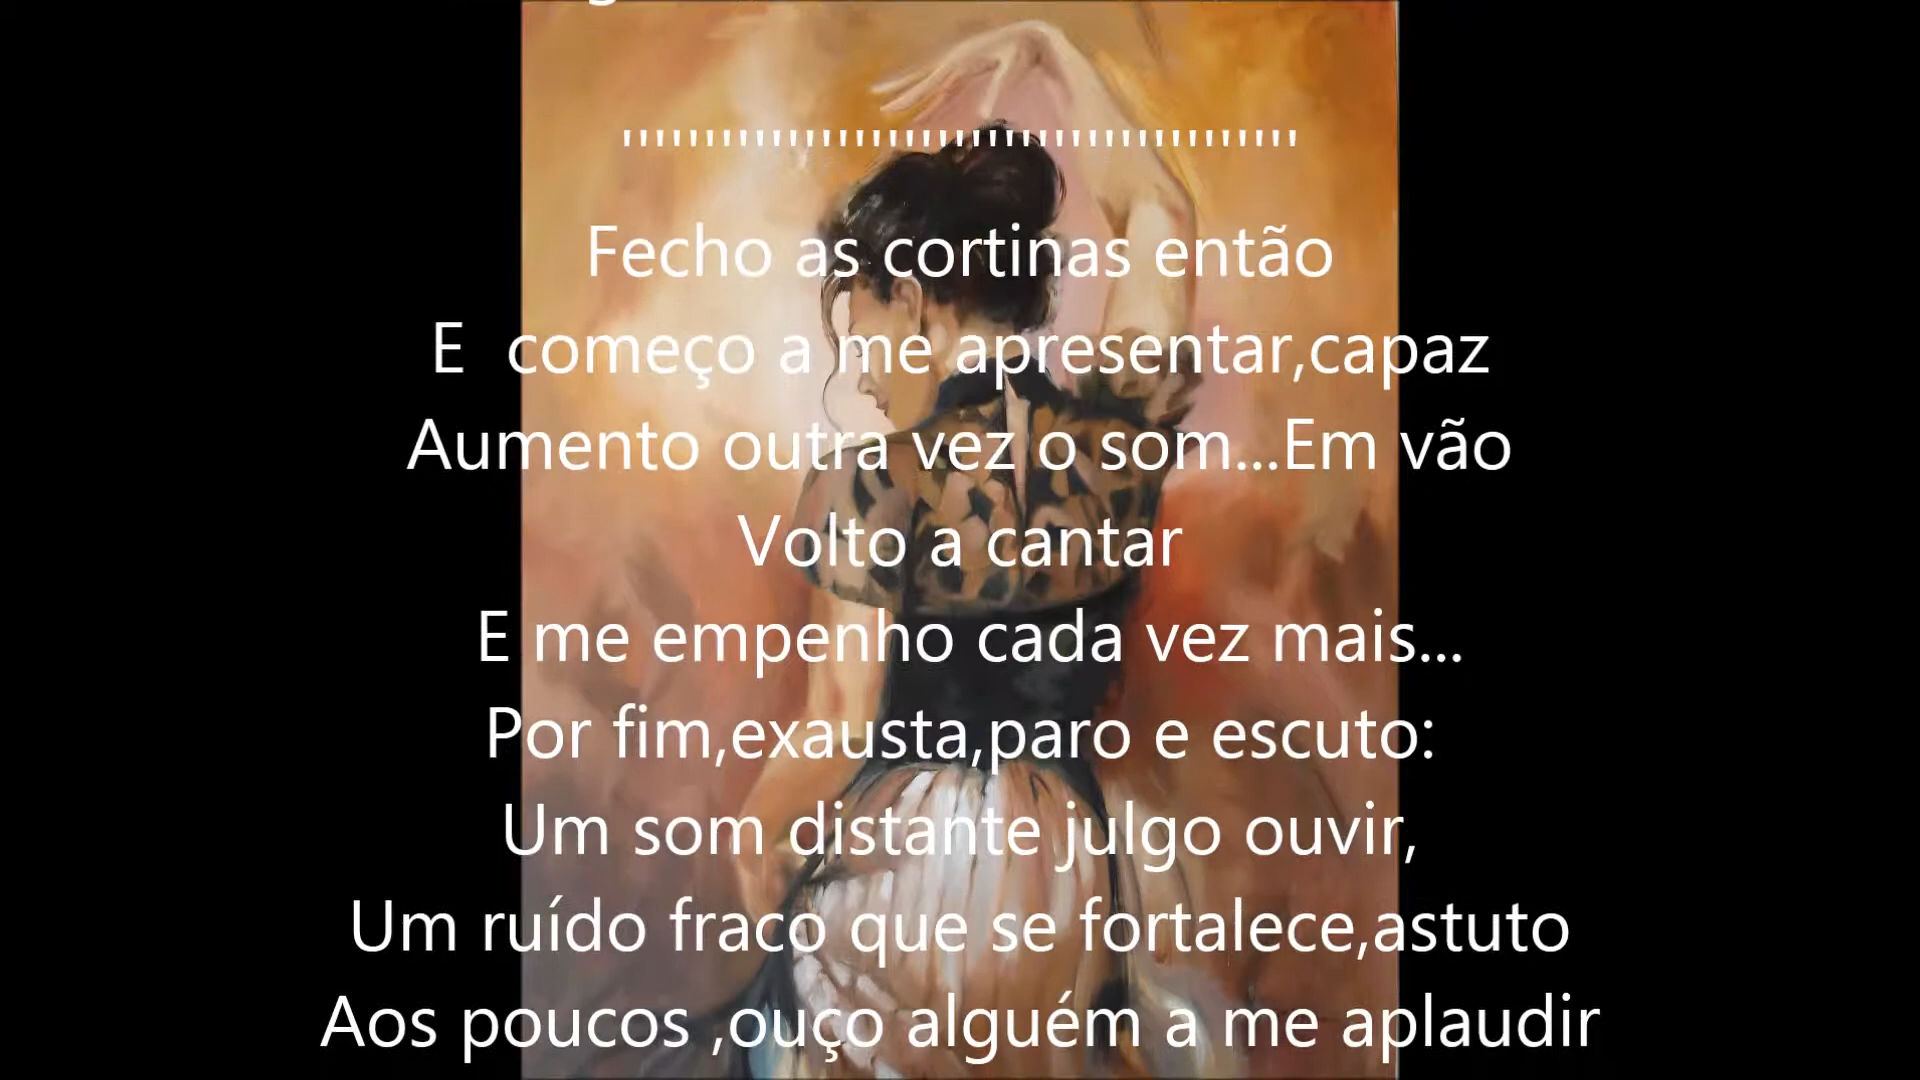 ''''''''''''''''''''''''''''''''''''''''
Fecho as cortinas então
E  começo a me apresentar,capaz
Aumento outra vez o som...Em vão
Volto a cantar
E me empenho cada vez mais...
Por fim,exausta,paro e escuto:
Um som distante julgo ouvir,
Um ruído fraco que se fortalece,astuto
Aos poucos ,ouço alguém a me aplaudir